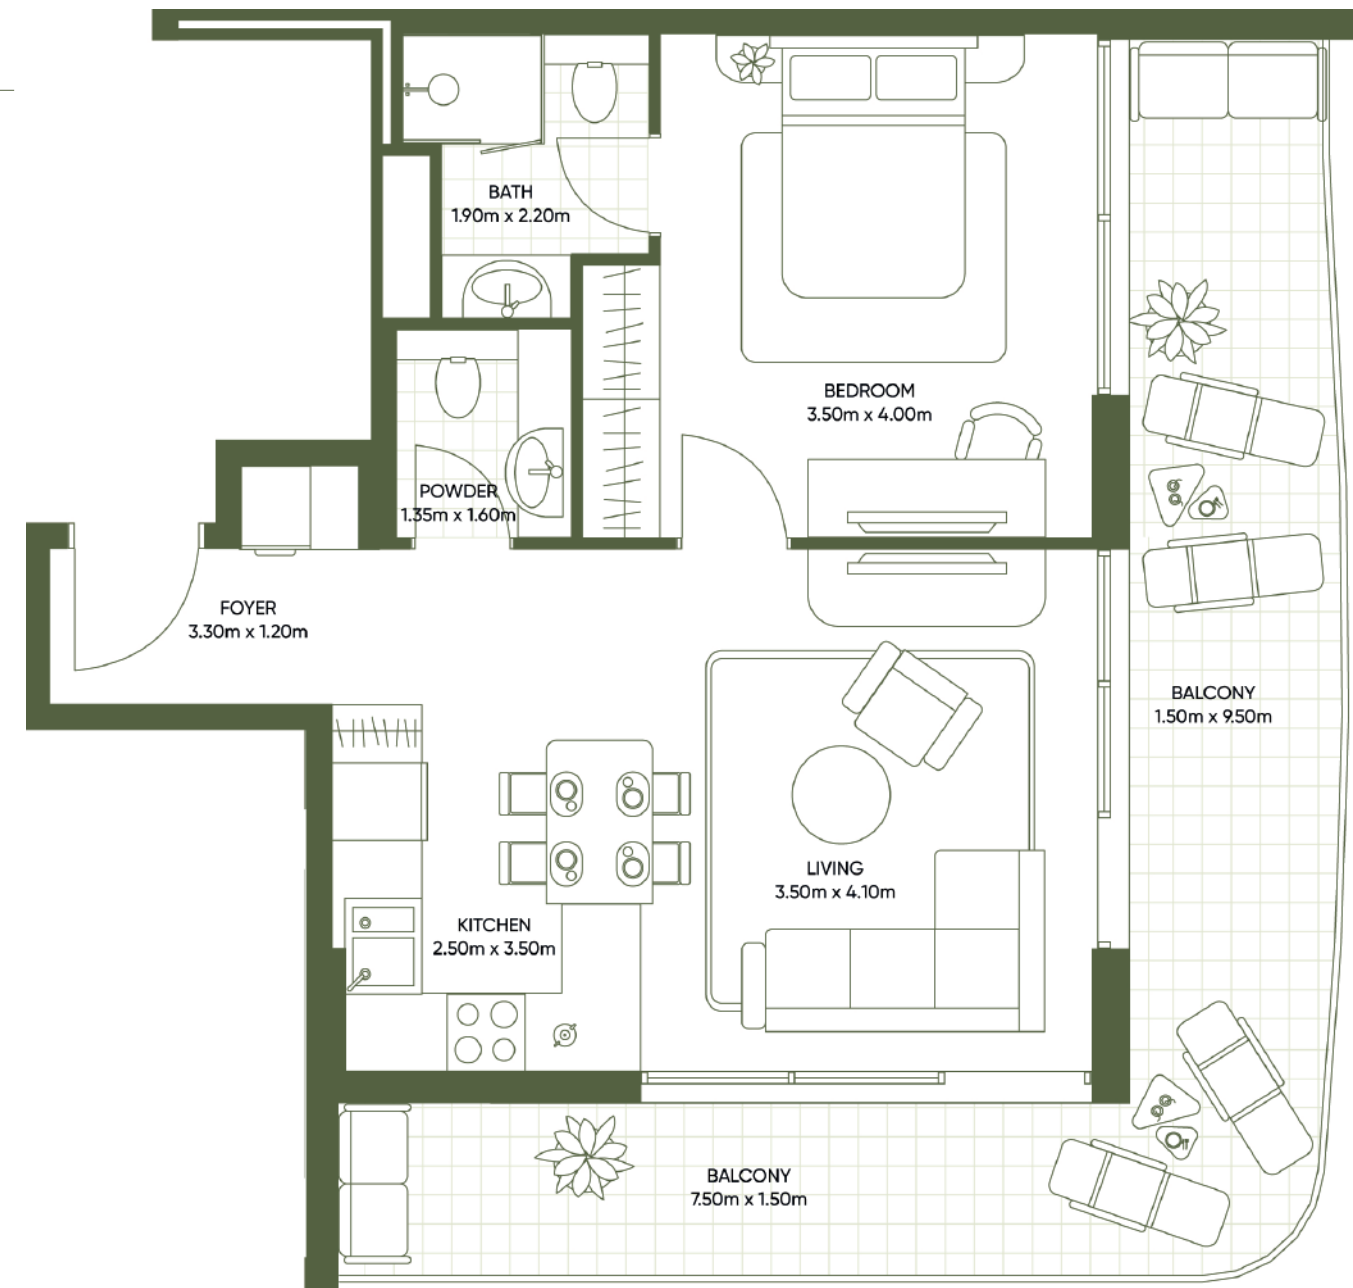 BATH
1.90m x 2.20m
BEDROOM
3.50m x 4.00m
POWDER
1.35m x 1.60m
FOYER
3.30m x 1.20m
BALCONY
1.50m x 9.50m
LIVING
3.50m x 4.10m
KITCHEN
2.50m x 3.50m
BALCONY
7.50m x 1.50m